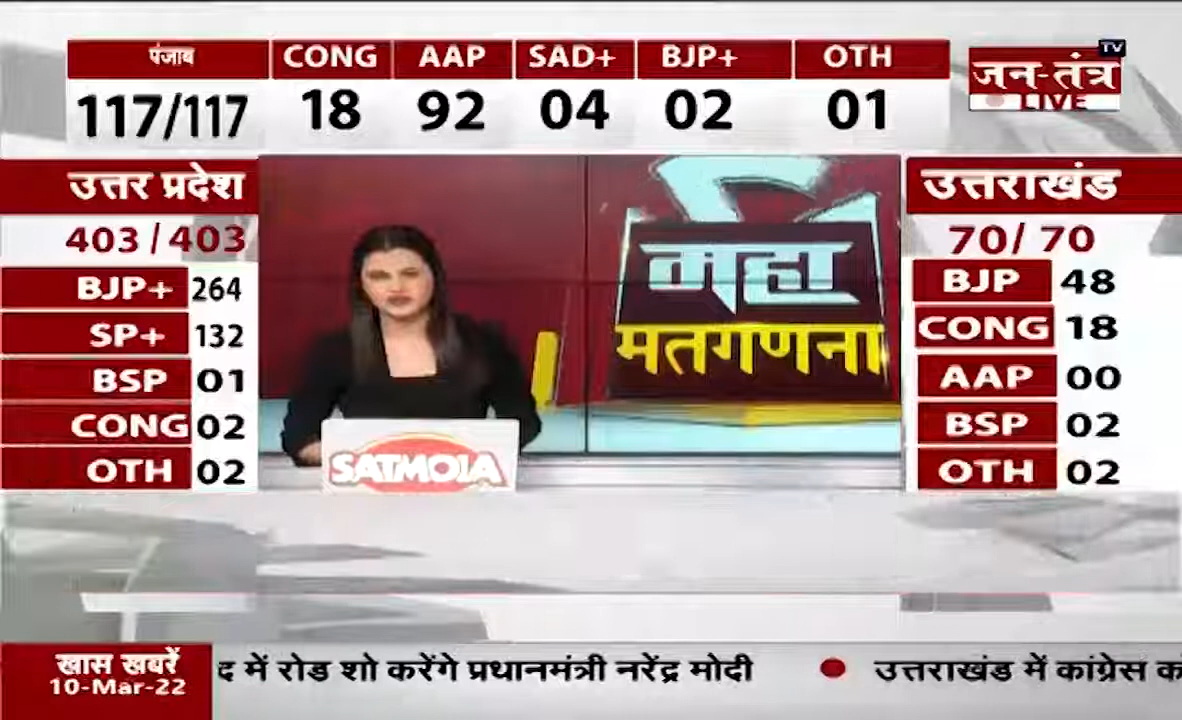 पंजाब CONG AAP SAD+ BJP+ OTH
117/117 18 92 04 02 01
जन-तंत्र TV
LIVE
उत्तर प्रदेश
403 / 403
BJP+ 264
SP+ 132
BSP 01
CONG 02
OTH 02
महा
मतगणना
SATMOLA
उत्तराखंड
70/ 70
BJP 48
CONG 18
AAP 00
BSP 02
OTH 02
खास खबरें
10-Mar-22
द में रोड शो करेंगे प्रधानमंत्री नरेंद्र मोदी
उत्तराखंड में कांग्रेस